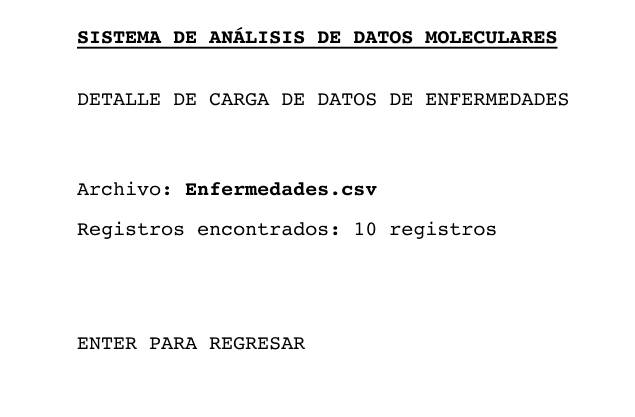 SISTEMA DE ANÁLISIS DE DATOS MOLECULARES
DETALLE DE CARGA DE DATOS DE ENFERMEDADES
Archivo: Enfermedades.csv
Registros encontrados: 10 registros
ENTER PARA REGRESAR